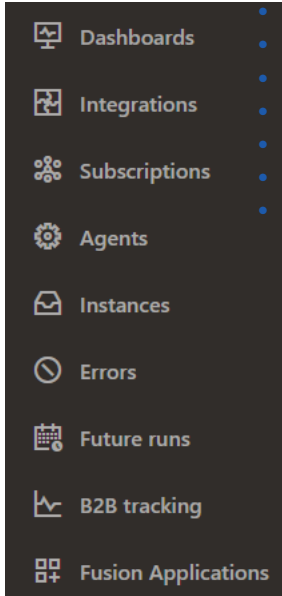 Dashboards
Integrations
Subscriptions
Agents
Instances
Errors
Future runs
B2B tracking
Fusion Applications